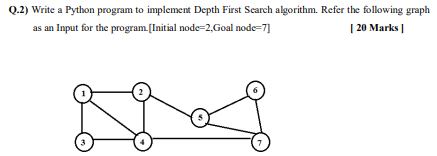 Q.2) Write a Python program to implement Depth First Search algorithm. Refer the following graph
as an Input for the program.[Initial node=2,Goal node=7] [ 20 Marks ]
1 2 6
5
3 4 7